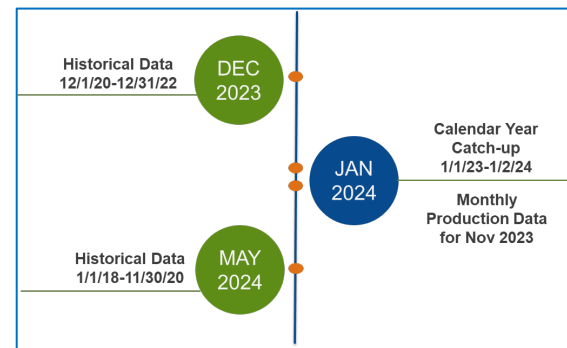 Historical Data
12/1/20-12/31/22
DEC
2023
JAN
2024
Calendar Year
Catch-up
1/1/23-1/2/24
Monthly
Production Data
for Nov 2023
Historical Data
1/1/18-11/30/20
MAY
2024